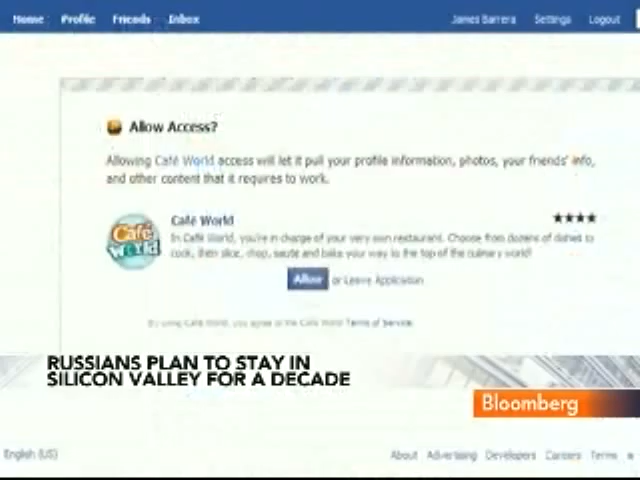 Home Profile Friends Inbox James Barrera Settings Logout
Allow Access?
Allowing Café World access will let it pull your profile information, photos, your friends' info,
and other content that it requires to work.
Café World
Café World
In Café World, you're in charge of your very own restaurant. Choose from dozens of dishes to
cook, then slice, chop, sauté and bake your way to the top of the culinary world!
Allow or Leave Application
By using Café World, you agree to the Café World Terms of Service.
RUSSIANS PLAN TO STAY IN
SILICON VALLEY FOR A DECADE
Bloomberg
English (US) About Advertising Developers Careers Terms